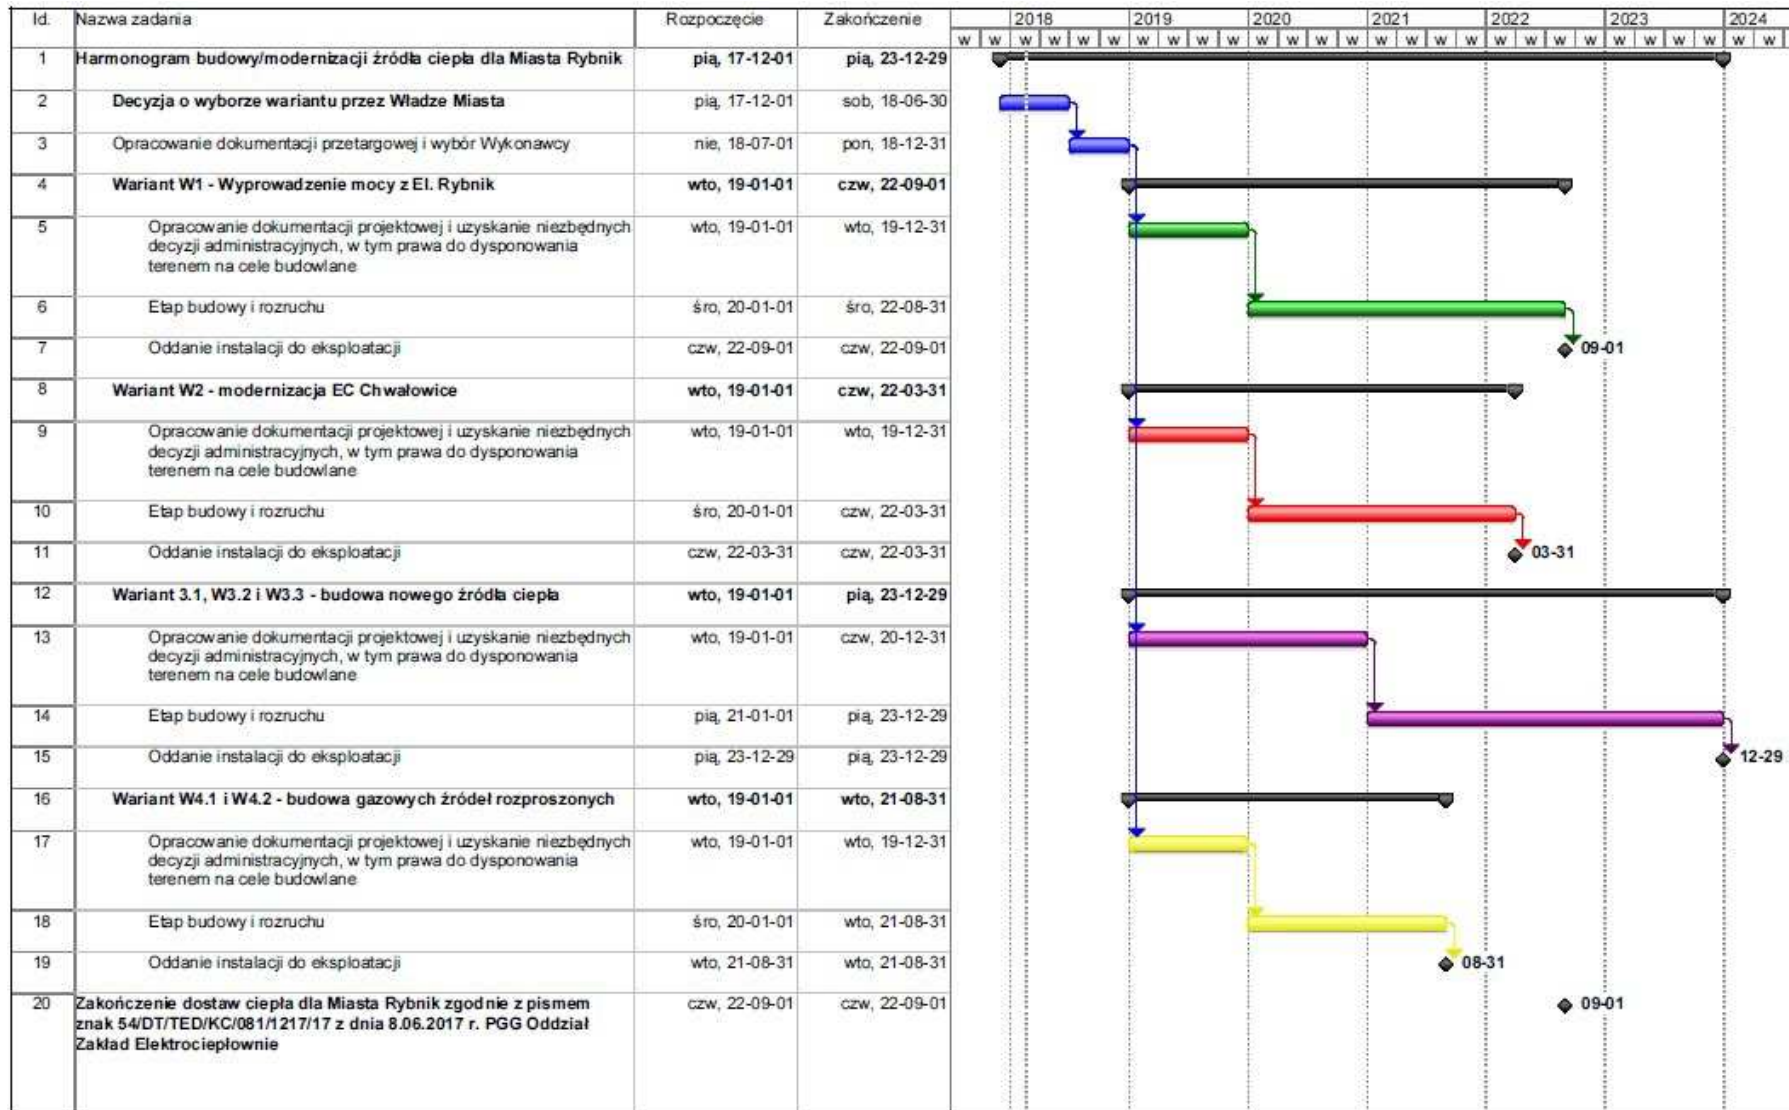 Id. Nazwa zadania Rozpoczęcie Zakończenie 2018 2019 2020 2021 2022 2023 2024
w w w w w w w w w w w w w w w w w w w w w w w w w w w w
1 Harmonogram budowy/modernizacji źródła ciepła dla Miasta Rybnik pią, 17-12-01 pią, 23-12-29
2 Decyzja o wyborze wariantu przez Władze Miasta pią, 17-12-01 sob, 18-06-30
3 Opracowanie dokumentacji przetargowej i wybór Wykonawcy nie, 18-07-01 pon, 18-12-31
4 Wariant W1 - Wyprowadzenie mocy z El. Rybnik wto, 19-01-01 czw, 22-09-01
5 Opracowanie dokumentacji projektowej i uzyskanie niezbędnych wto, 19-01-01 wto, 19-12-31
decyzji administracyjnych, w tym prawa do dysponowania
terenem na cele budowlane
6 Etap budowy i rozruchu śro, 20-01-01 śro, 22-08-31
7 Oddanie instalacji do eksploatacji czw, 22-09-01 czw, 22-09-01 09-01
8 Wariant W2 - modernizacja EC Chwałowice wto, 19-01-01 czw, 22-03-31
9 Opracowanie dokumentacji projektowej i uzyskanie niezbędnych wto, 19-01-01 wto, 19-12-31
decyzji administracyjnych, w tym prawa do dysponowania
terenem na cele budowlane
10 Etap budowy i rozruchu śro, 20-01-01 czw, 22-03-31
11 Oddanie instalacji do eksploatacji czw, 22-03-31 czw, 22-03-31 03-31
12 Wariant 3.1, W3.2 i W3.3 - budowa nowego źródła ciepła wto, 19-01-01 pią, 23-12-29
13 Opracowanie dokumentacji projektowej i uzyskanie niezbędnych wto, 19-01-01 czw, 20-12-31
decyzji administracyjnych, w tym prawa do dysponowania
terenem na cele budowlane
14 Etap budowy i rozruchu pią, 21-01-01 pią, 23-12-29
15 Oddanie instalacji do eksploatacji pią, 23-12-29 pią, 23-12-29 12-29
16 Wariant W4.1 i W4.2 - budowa gazowych źródeł rozproszonych wto, 19-01-01 wto, 21-08-31
17 Opracowanie dokumentacji projektowej i uzyskanie niezbędnych wto, 19-01-01 wto, 19-12-31
decyzji administracyjnych, w tym prawa do dysponowania
terenem na cele budowlane
18 Etap budowy i rozruchu śro, 20-01-01 wto, 21-08-31
19 Oddanie instalacji do eksploatacji wto, 21-08-31 wto, 21-08-31 08-31
20 Zakończenie dostaw ciepła dla Miasta Rybnik zgodnie z pismem czw, 22-09-01 czw, 22-09-01 09-01
znak 54/DT/TED/KC/081/1217/17 z dnia 8.06.2017 r. PGG Oddział
Zakład Elektrociepłownie